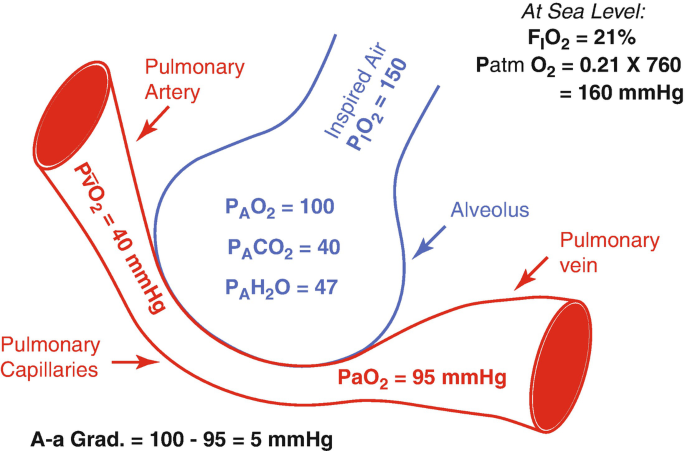 At Sea Level:
FIO2 = 21%
Patm O2 = 0.21 X 760
= 160 mmHg
Pulmonary
Artery
Inspired Air
PIO2 = 150
Pv̄O2 = 40 mmHg
PAO2 = 100
PACO2 = 40
PAH2O = 47
Alveolus
Pulmonary
vein
Pulmonary
Capillaries
PaO2 = 95 mmHg
A-a Grad. = 100 - 95 = 5 mmHg